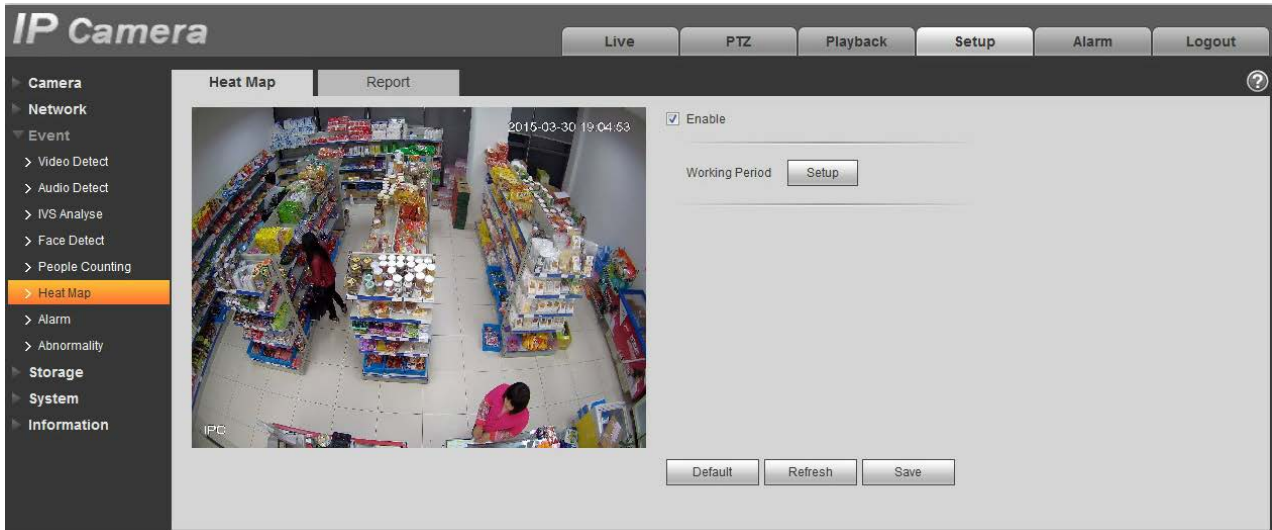 IP Camera
Live
PTZ
Playback
Setup
Alarm
Logout
Camera
Network
Event
Video Detect
Audio Detect
IVS Analyse
Face Detect
People Counting
Heat Map
Alarm
Abnormality
Storage
System
Information
Heat Map
Report
?
2015-03-30 19:04:53
IPC
Enable
Working Period
Setup
Default
Refresh
Save